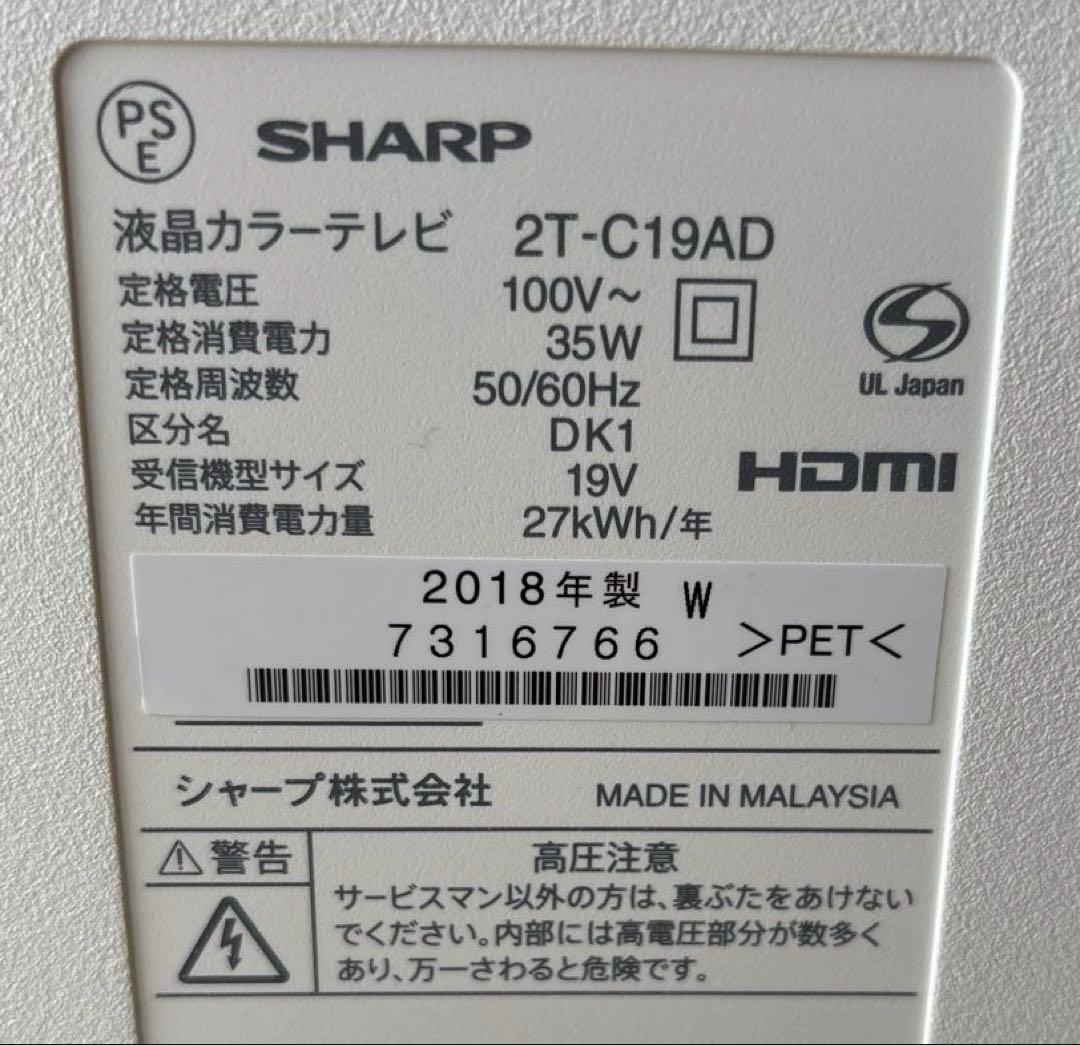 PS
E
SHARP
液晶カラーテレビ 2T-C19AD
定格電圧 100V～
定格消費電力 35W
定格周波数 50/60Hz
UL Japan
区分名 DK1
受信機型サイズ 19V
HDMI
年間消費電力量 27kWh/年
2018年製 W
7316766 >PET<
シャープ株式会社 MADE IN MALAYSIA
⚠警告
高圧注意
サービスマン以外の方は、裏ぶたをあけない
でください。内部には高電圧部分が数多く
あり、万一さわると危険です。